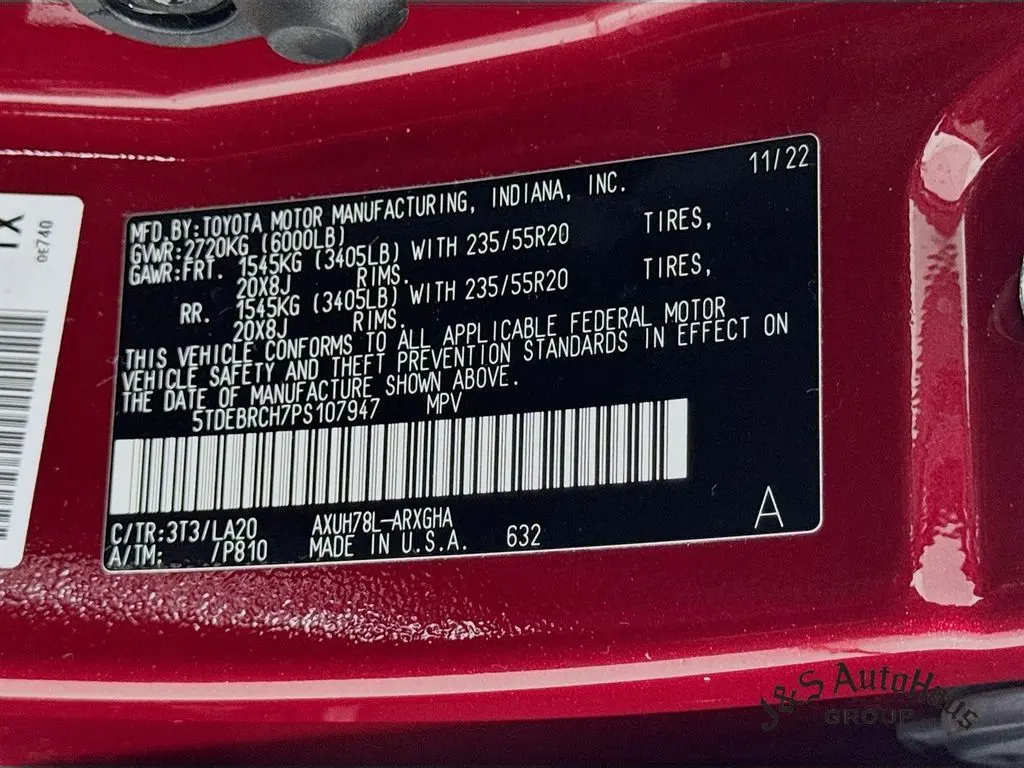 11/22
MFD.BY:TOYOTA MOTOR MANUFACTURING, INDIANA, INC.
GVWR:2720KG (6000LB)
GAWR:FRT. 1545KG (3405LB) WITH 235/55R20 TIRES,
20X8J RIMS.
RR. 1545KG (3405LB) WITH 235/55R20 TIRES,
20X8J RIMS.
THIS VEHICLE CONFORMS TO ALL APPLICABLE FEDERAL MOTOR
VEHICLE SAFETY AND THEFT PREVENTION STANDARDS IN EFFECT ON
THE DATE OF MANUFACTURE SHOWN ABOVE.
5TDEBRCH7PS107947 MPV
C/TR:3T3/LA20 AXUH78L-ARXGHA
A/TM: /P810 MADE IN U.S.A. 632
A
0E740
J&S AutoHaus
GROUP